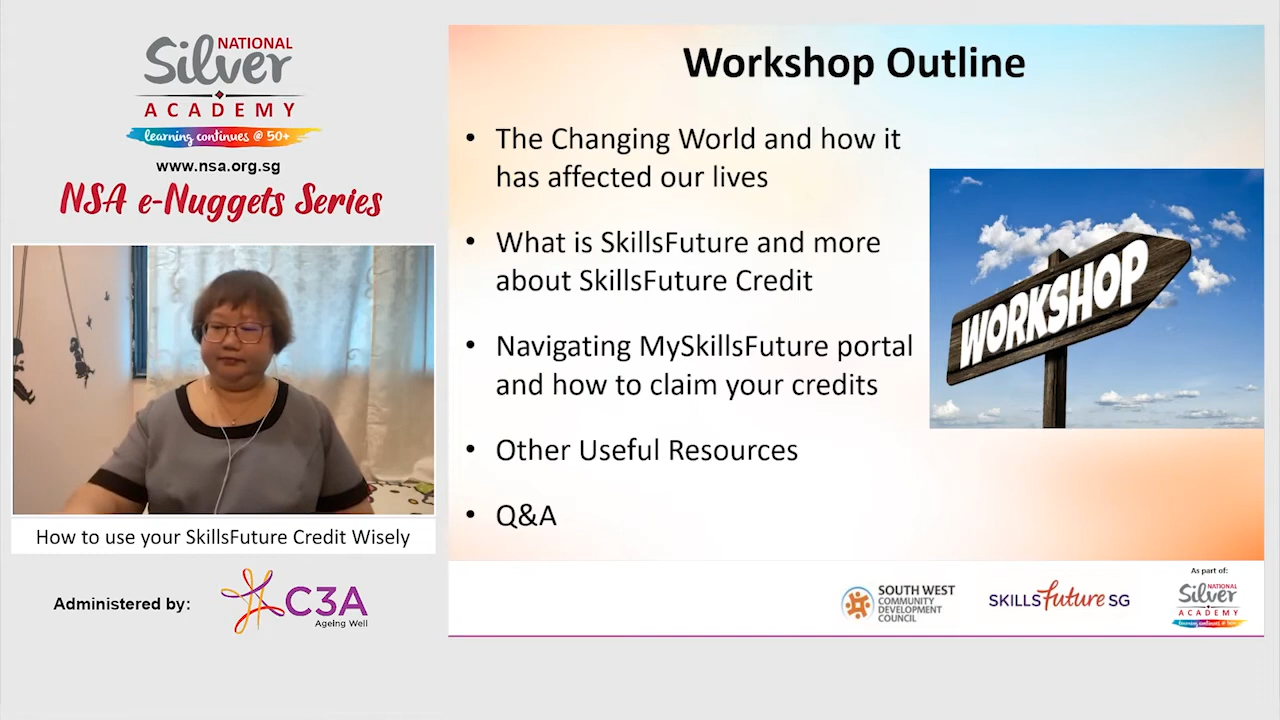 NATIONAL
Silver
ACADEMY
learning continues @ 50+
www.nsa.org.sg
NSA e-Nuggets Series
How to use your SkillsFuture Credit Wisely
Administered by:
C3A
Ageing Well
Workshop Outline
• The Changing World and how it
has affected our lives
• What is SkillsFuture and more
about SkillsFuture Credit
• Navigating MySkillsFuture portal
and how to claim your credits
• Other Useful Resources
• Q&A
WORKSHOP
SOUTH WEST
COMMUNITY
DEVELOPMENT
COUNCIL
SKILLSfuture SG
As part of:
NATIONAL
Silver
ACADEMY
learning continues @ 50+